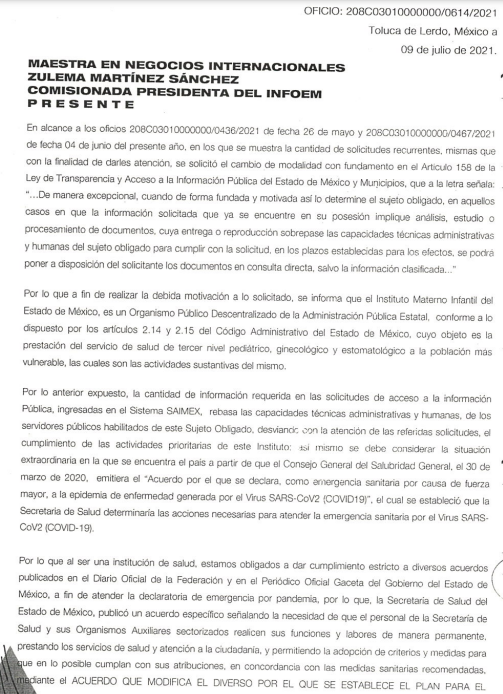 OFICIO: 208C03010000000/0614/2021
Toluca de Lerdo, México a
09 de julio de 2021.
MAESTRA EN NEGOCIOS INTERNACIONALES
ZULEMA MARTÍNEZ SÁNCHEZ
COMISIONADA PRESIDENTA DEL INFOEM
P R E S E N T E
En alcance a los oficios 208C03010000000/0436/2021 de fecha 26 de mayo y 208C03010000000/0467/2021
de fecha 04 de junio del presente año, en los que se muestra la cantidad de solicitudes recurrentes, mismas que
con la finalidad de darles atención, se solicitó el cambio de modalidad con fundamento en el Articulo 158 de la
Ley de Transparencia y Acceso a la Información Pública del Estado de México y Municipios, que a la letra señala:
"...De manera excepcional, cuando de forma fundada y motivada así lo determine el sujeto obligado, en aquellos
casos en que la información solicitada que ya se encuentre en su posesión implique análisis, estudio o
procesamiento de documentos, cuya entrega o reproducción sobrepase las capacidades técnicas administrativas
y humanas del sujeto obligado para cumplir con la solicitud, en los plazos establecidas para los efectos, se podrá
poner a disposición del solicitante los documentos en consulta directa, salvo la información clasificada..."
Por lo que a fin de realizar la debida motivación a lo solicitado, se informa que el Instituto Materno Infantil del
Estado de México, es un Organismo Público Descentralizado de la Administración Pública Estatal, conforme a lo
dispuesto por los artículos 2.14 y 2.15 del Código Administrativo del Estado de México, cuyo objeto es la
prestación del servicio de salud de tercer nivel pediátrico, ginecológico y estomatológico a la población más
vulnerable, las cuales son las actividades sustantivas del mismo.
Por lo anterior expuesto, la cantidad de información requerida en las solicitudes de acceso a la información
Pública, ingresadas en el Sistema SAIMEX, rebasa las capacidades técnicas administrativas y humanas, de los
servidores públicos habilitados de este Sujeto Obligado, desviando con la atención de las referidas solicitudes, el
cumplimiento de las actividades prioritarias de este Instituto; así mismo se debe considerar la situación
extraordinaria en la que se encuentra el país a partir de que el Consejo General del Salubridad General, el 30 de
marzo de 2020, emitiera el "Acuerdo por el que se declara, como emergencia sanitaria por causa de fuerza
mayor, a la epidemia de enfermedad generada por el Virus SARS-CoV2 (COVID19)", el cual se estableció que la
Secretaria de Salud determinaría las acciones necesarias para atender la emergencia sanitaria por el Virus SARS-
CoV2 (COVID-19).
Por lo que al ser una institución de salud, estamos obligados a dar cumplimiento estricto a diversos acuerdos
publicados en el Diario Oficial de la Federación y en el Periódico Oficial Gaceta del Gobierno del Estado de
México, a fin de atender la declaratoria de emergencia por pandemia, por lo que, la Secretaria de Salud del
Estado de México, publicó un acuerdo específico señalando la necesidad de que el personal de la Secretaría de
Salud y sus Organismos Auxiliares sectorizados realicen sus funciones y labores de manera permanente,
prestando los servicios de salud y atención a la ciudadanía, y permitiendo la adopción de criterios y medidas para
que en lo posible cumplan con sus atribuciones, en concordancia con las medidas sanitarias recomendadas,
mediante el ACUERDO QUE MODIFICA EL DIVERSO POR EL QUE SE ESTABLECE EL PLAN PARA EL